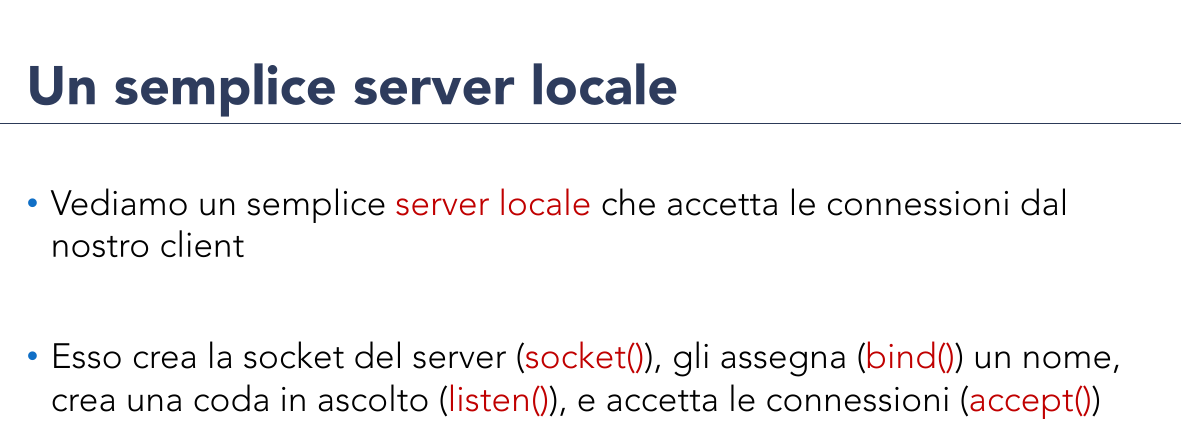 Un semplice server locale
• Vediamo un semplice server locale che accetta le connessioni dal
nostro client
• Esso crea la socket del server (socket()), gli assegna (bind()) un nome,
crea una coda in ascolto (listen()), e accetta le connessioni (accept())